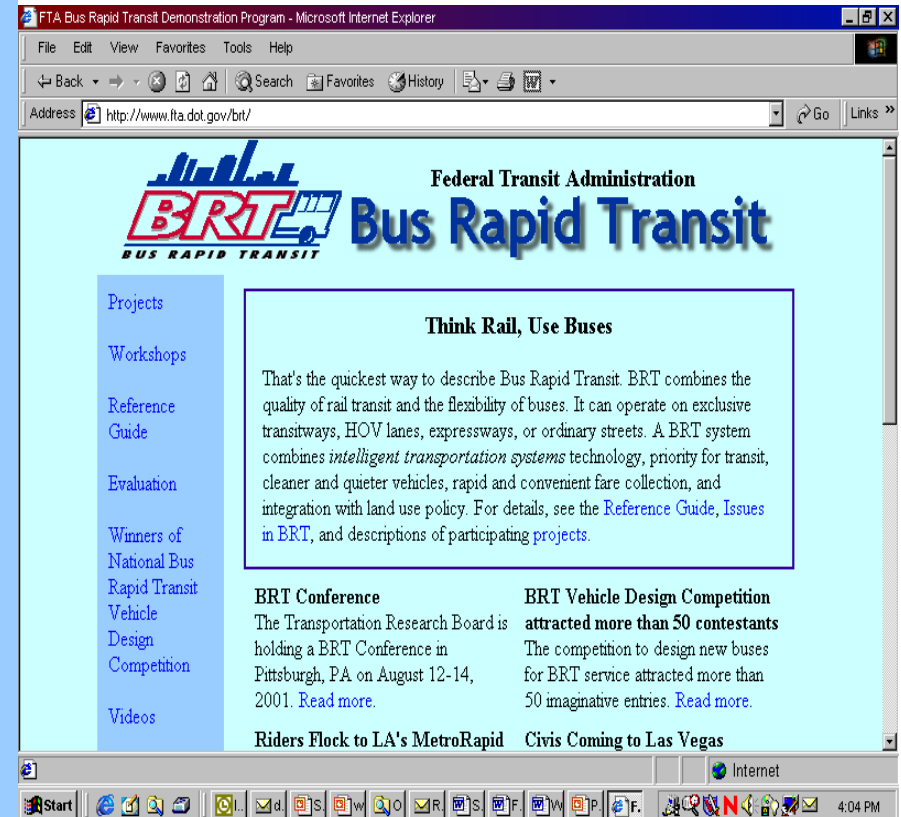 FTA Bus Rapid Transit Demonstration Program - Microsoft Internet Explorer
File Edit View Favorites Tools Help
Back Search Favorites History
Address http://www.fta.dot.gov/brt/ Go Links »
BRT
BUS RAPID TRANSIT
Federal Transit Administration
Bus Rapid Transit
Projects
Workshops
Reference
Guide
Evaluation
Winners of
National Bus
Rapid Transit
Vehicle
Design
Competition
Videos
Think Rail, Use Buses
That's the quickest way to describe Bus Rapid Transit. BRT combines the
quality of rail transit and the flexibility of buses. It can operate on exclusive
transitways, HOV lanes, expressways, or ordinary streets. A BRT system
combines intelligent transportation systems technology, priority for transit,
cleaner and quieter vehicles, rapid and convenient fare collection, and
integration with land use policy. For details, see the Reference Guide, Issues
in BRT, and descriptions of participating projects.
BRT Conference
The Transportation Research Board is
holding a BRT Conference in
Pittsburgh, PA on August 12-14,
2001. Read more.
BRT Vehicle Design Competition
attracted more than 50 contestants
The competition to design new buses
for BRT service attracted more than
50 imaginative entries. Read more.
Riders Flock to LA's MetroRapid
Civis Coming to Las Vegas
Internet
Start I.. d. S. w O R. S. F. W P. F. N 4:04 PM